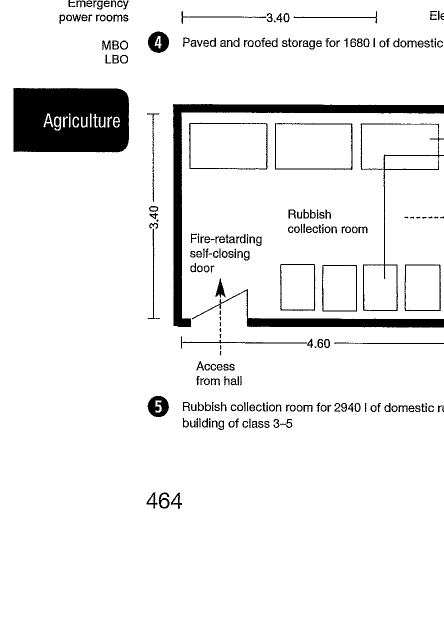 Emergency
power rooms
MBO
LBO
Agriculture
3.40
Ele
4 Paved and roofed storage for 1680 l of domestic
3.40
Rubbish
collection room
Fire-retarding
self-closing
door
4.60
Access
from hall
5 Rubbish collection room for 2940 l of domestic ru
building of class 3–5
464